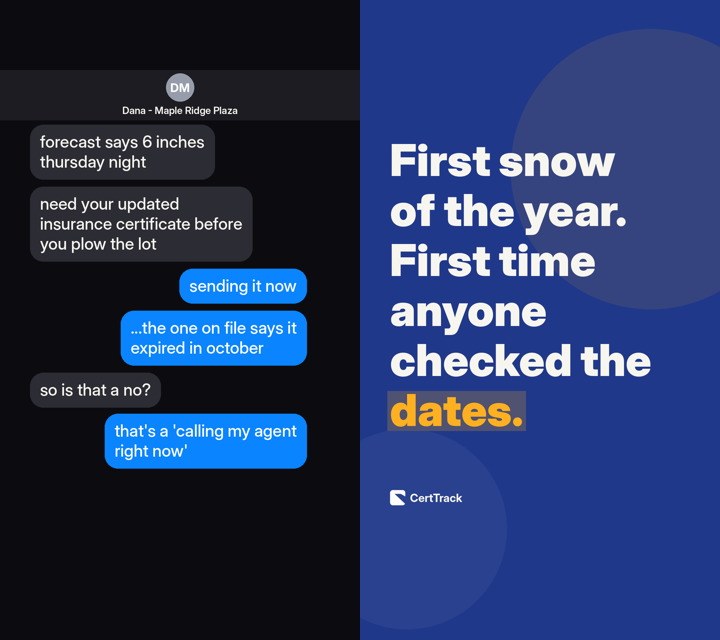 DM
Dana - Maple Ridge Plaza
forecast says 6 inches
thursday night
need your updated
insurance certificate before
you plow the lot
sending it now
...the one on file says it
expired in october
so is that a no?
that's a 'calling my agent
right now'
First snow
of the year.
First time
anyone
checked the
dates.
CertTrack